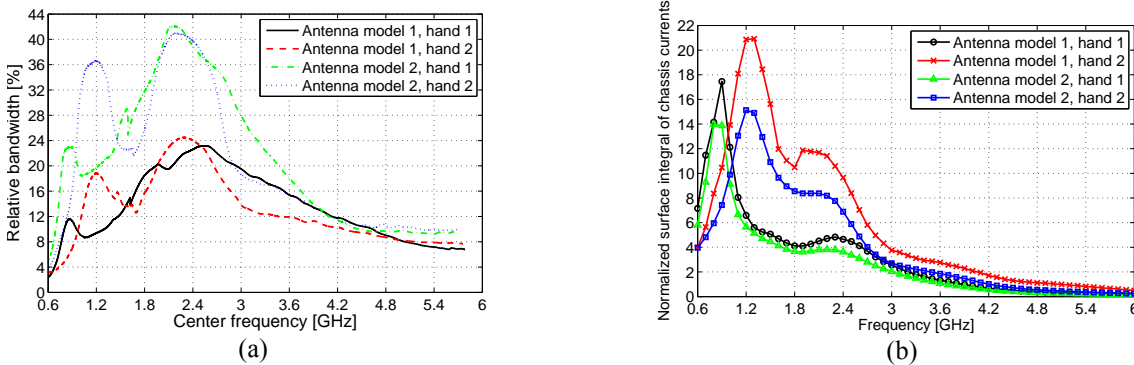 (a)
44
40
36
32
28
24
20
16
12
8
4
0
Relative bandwidth [%]
Antenna model 1, hand 1
Antenna model 1, hand 2
Antenna model 2, hand 1
Antenna model 2, hand 2
0.6 1.2 1.8 2.4 3 3.6 4.2 4.8 5.4 6
Center frequency [GHz]
(a)
(b)
22
20
18
16
14
12
10
8
6
4
2
0
Normalized surface integral of chassis currents
Antenna model 1, hand 1
Antenna model 1, hand 2
Antenna model 2, hand 1
Antenna model 2, hand 2
0.6 1.2 1.8 2.4 3 3.6 4.2 4.8 5.4 6
Frequency [GHz]
(b)